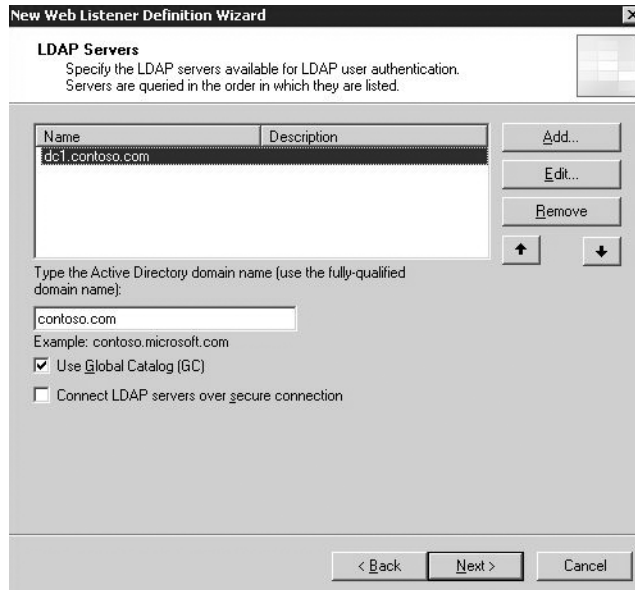 New Web Listener Definition Wizard
LDAP Servers
Specify the LDAP servers available for LDAP user authentication.
Servers are queried in the order in which they are listed.
Name Description
dc1.contoso.com
Add...
Edit...
Remove
Type the Active Directory domain name (use the fully-qualified
domain name):
contoso.com
Example: contoso.microsoft.com
Use Global Catalog (GC)
Connect LDAP servers over secure connection
< Back Next > Cancel